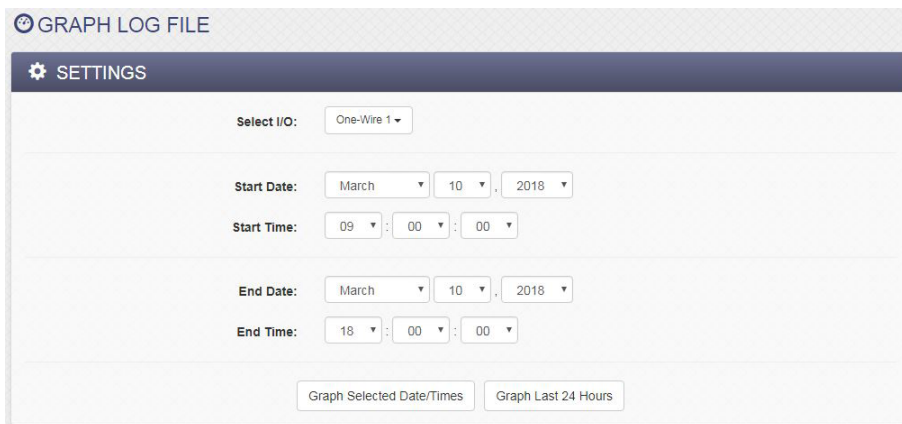 GRAPH LOG FILE
SETTINGS
Select I/O: One-Wire 1
Start Date: March 10 , 2018
Start Time: 09 : 00 : 00
End Date: March 10 , 2018
End Time: 18 : 00 : 00
Graph Selected Date/Times Graph Last 24 Hours